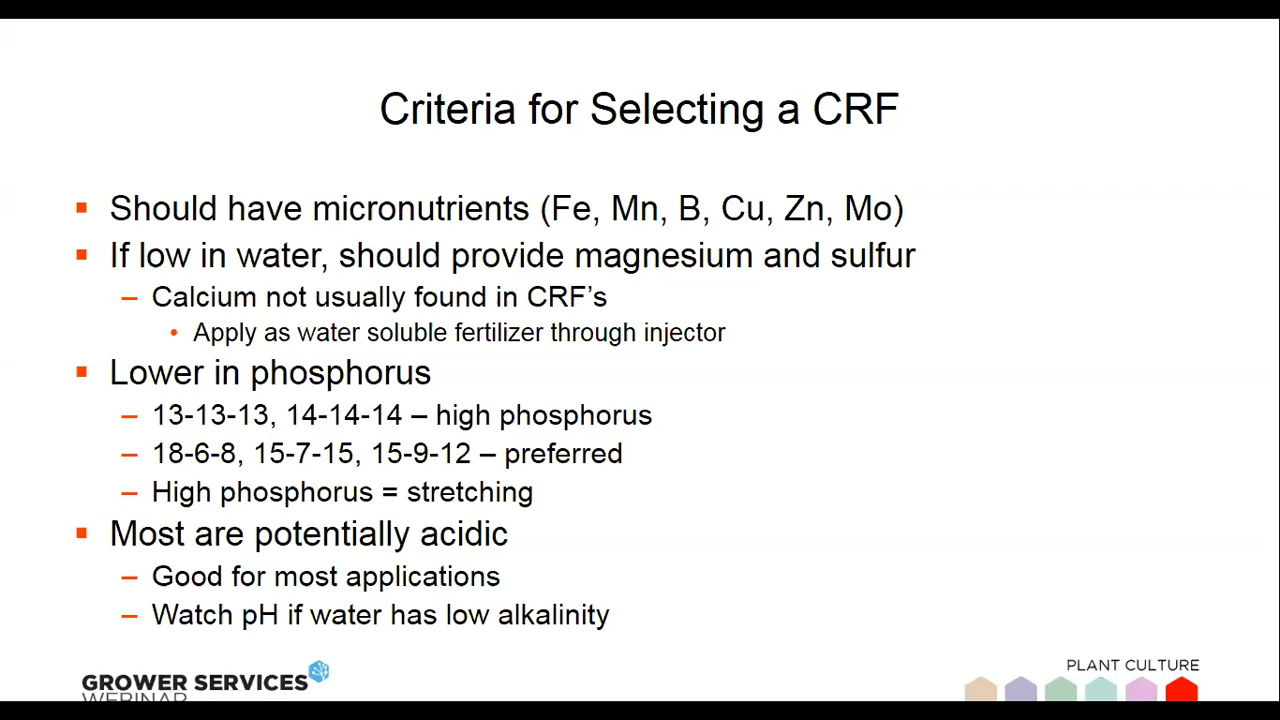 Criteria for Selecting a CRF
Should have micronutrients (Fe, Mn, B, Cu, Zn, Mo)
If low in water, should provide magnesium and sulfur
– Calcium not usually found in CRF's
• Apply as water soluble fertilizer through injector
Lower in phosphorus
– 13-13-13, 14-14-14 – high phosphorus
– 18-6-8, 15-7-15, 15-9-12 – preferred
– High phosphorus = stretching
Most are potentially acidic
– Good for most applications
– Watch pH if water has low alkalinity
GROWER SERVICES
WEBINAR
PLANT CULTURE